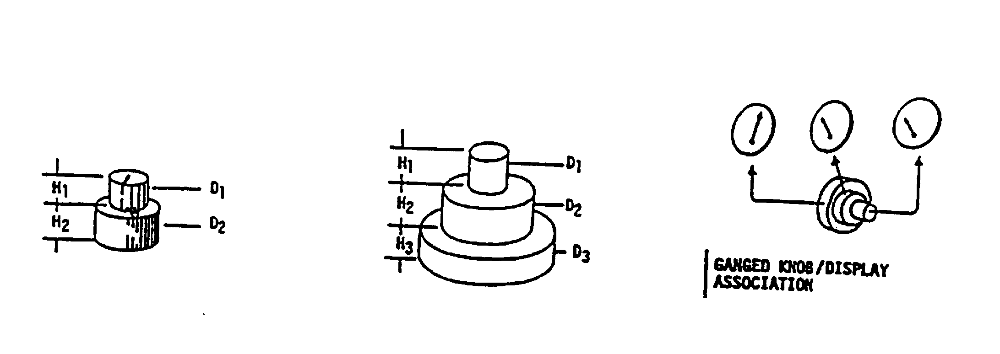 H1
D1
H2
D2
H1
D1
H2
D2
H3
D3
GANGED KNOB/DISPLAY
ASSOCIATION